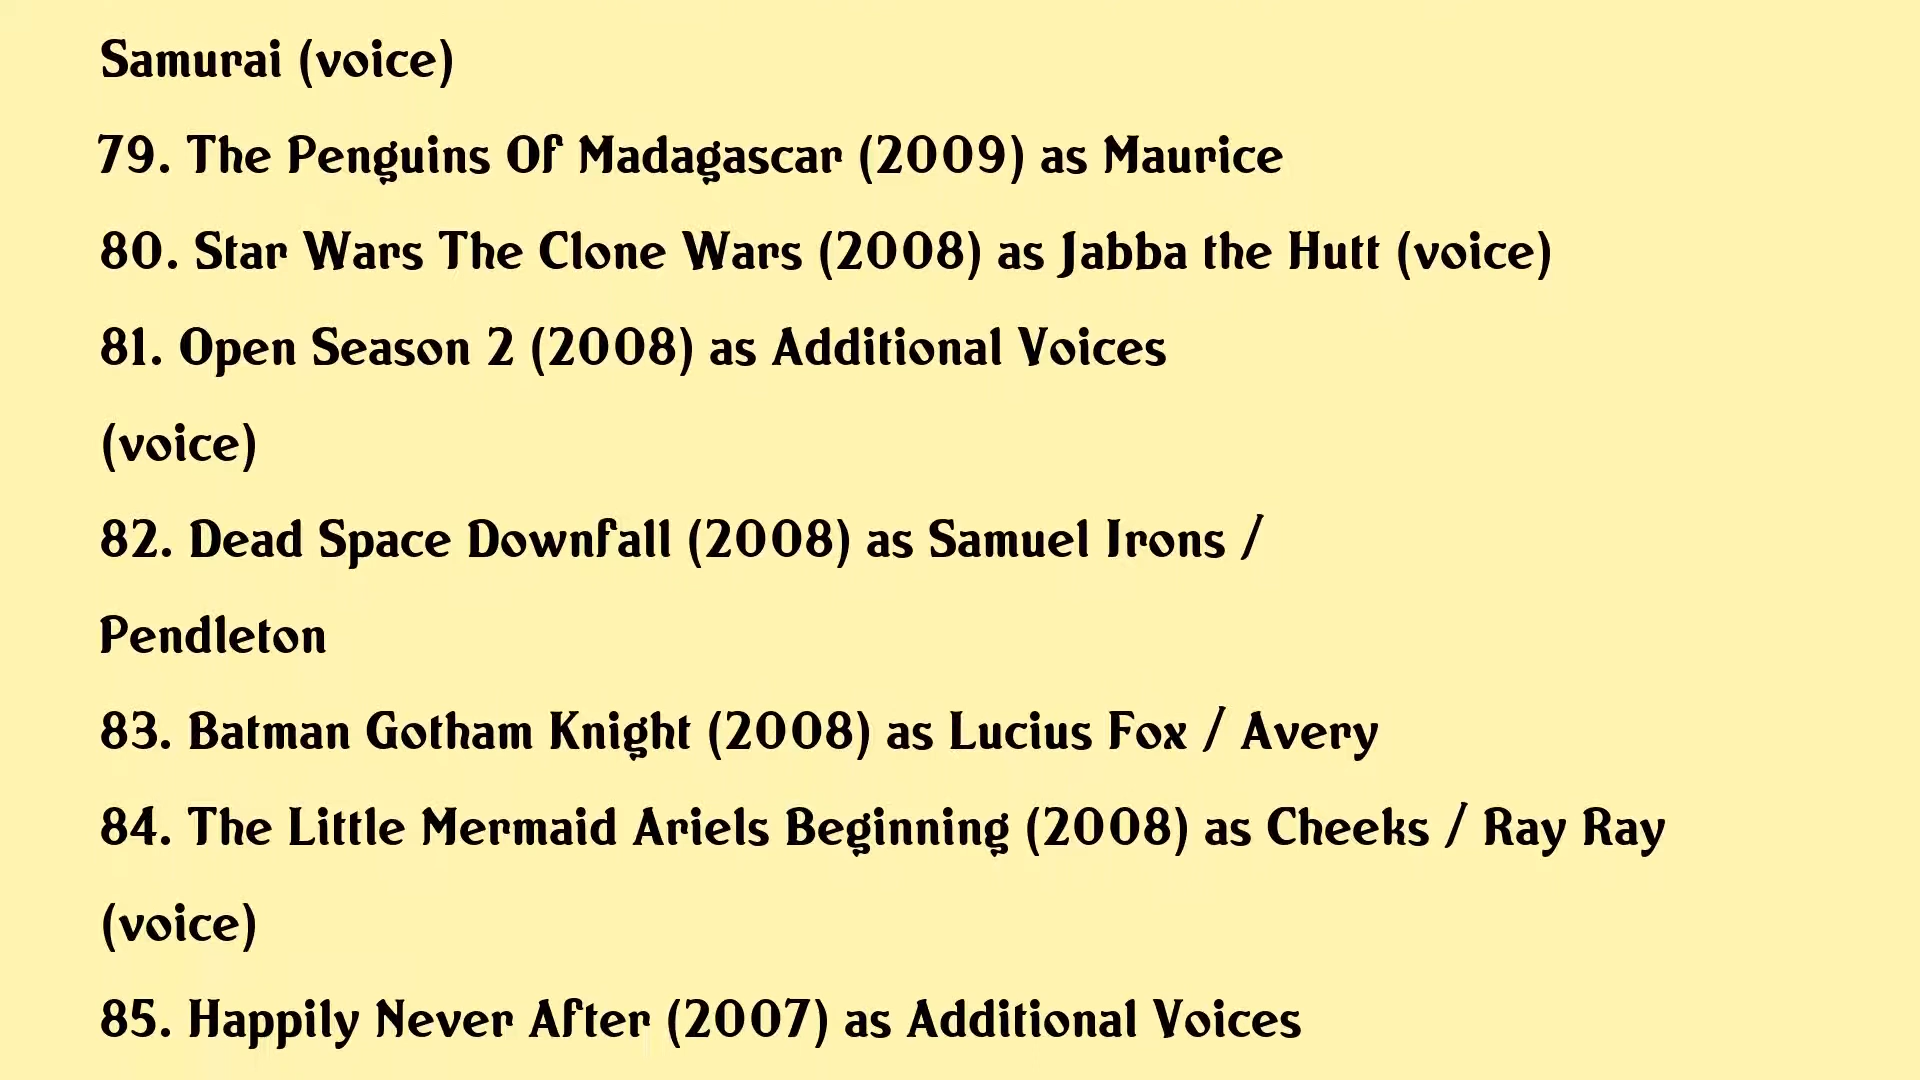 Samurai (voice)
79. The Penguins Of Madagascar (2009) as Maurice
80. Star Wars The Clone Wars (2008) as Jabba the Hutt (voice)
81. Open Season 2 (2008) as Additional Voices
(voice)
82. Dead Space Downfall (2008) as Samuel Irons /
Pendleton
83. Batman Gotham Knight (2008) as Lucius Fox / Avery
84. The Little Mermaid Ariels Beginning (2008) as Cheeks / Ray Ray
(voice)
85. Happily Never After (2007) as Additional Voices